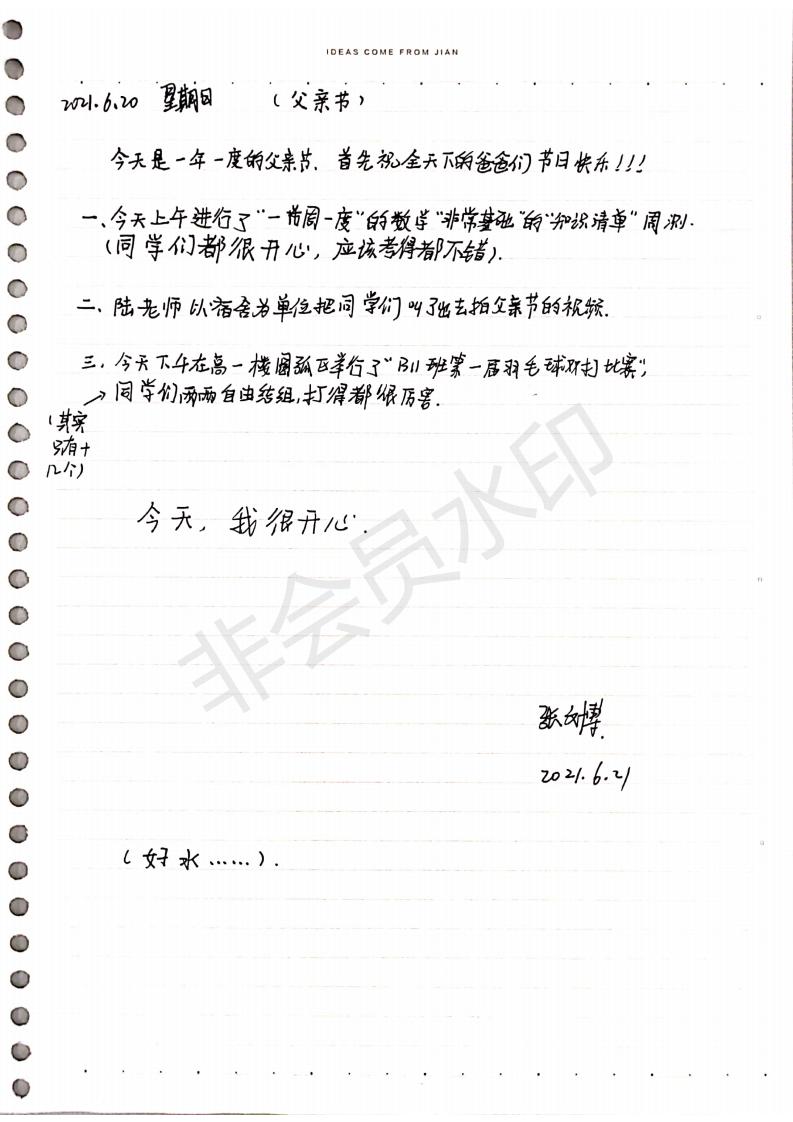 IDEAS COME FROM JIAN
2021.6.20 星期日 （父亲节）
今天是一年一度的父亲节. 首先祝全天下的爸爸们节日快乐!!!
一、今天上午进行了“一周一度”的数学“非常基础”的“知识清单”周测.
(同学们都很开心，应该考得都不错).
二、陆老师以宿舍为单位把同学们叫了出去拍父亲节的视频.
三、今天下午在高一楼圈举行了“B11班第一届羽毛球双打比赛”,
同学们两两自由结组,打得都很厉害.
(其实
只有十
几个)
今天，我很开心.
非会员水印
张文博
2021.6.21
(好水……).